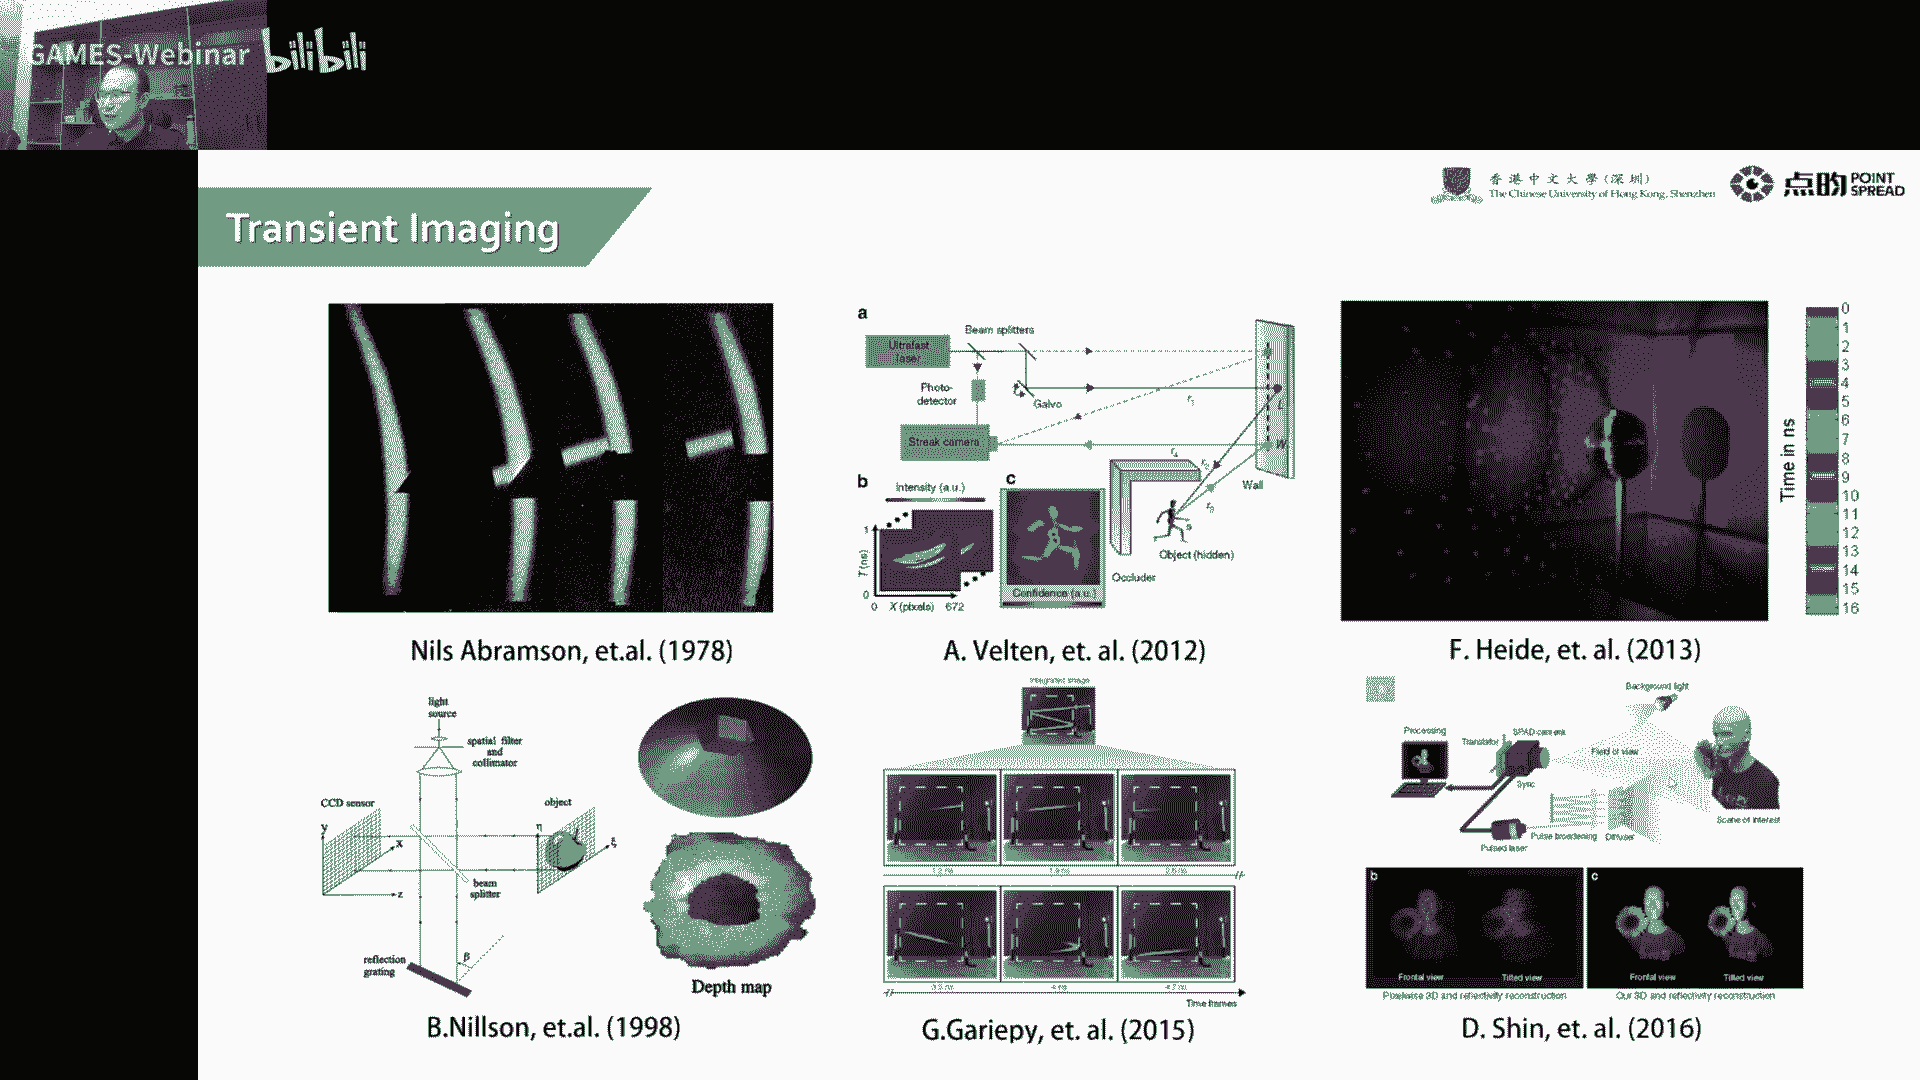 GAMES-Webinar bilibili
香港中文大學(深圳)
The Chinese University of Hong Kong, Shenzhen
点昀 POINT SPREAD
Transient Imaging
a
Ultrafast laser
Beam splitters
Photo-detector
Galvo
Streak camera
r1
L
W
r4
r2
r3
s
Wall
Object (hidden)
Occluder
b
Intensity (a.u.)
1
T (ns)
0
0 X (pixels) 672
c
Confidence (a.u.)
Time in ns
0
1
2
3
4
5
6
7
8
9
10
11
12
13
14
15
16
Nils Abramson, et.al. (1978)
A. Velten, et. al. (2012)
F. Heide, et. al. (2013)
light source
spatial filter and collimator
CCD sensor
y
x
z
object
η
ξ
beam splitter
reflection grating
β
Depth map
Integrated image
Time frames
Background light
Processing
Translator
SPAD camera
Field of view
Sync
Pulse broadening
Diffuser
Pulsed laser
Scene of interest
b
Frontal view
Tilted view
Pixelwise 3D and reflectivity reconstruction
c
Frontal view
Tilted view
Our 3D and reflectivity reconstruction
B.Nillson, et.al. (1998)
G.Gariepy, et. al. (2015)
D. Shin, et. al. (2016)